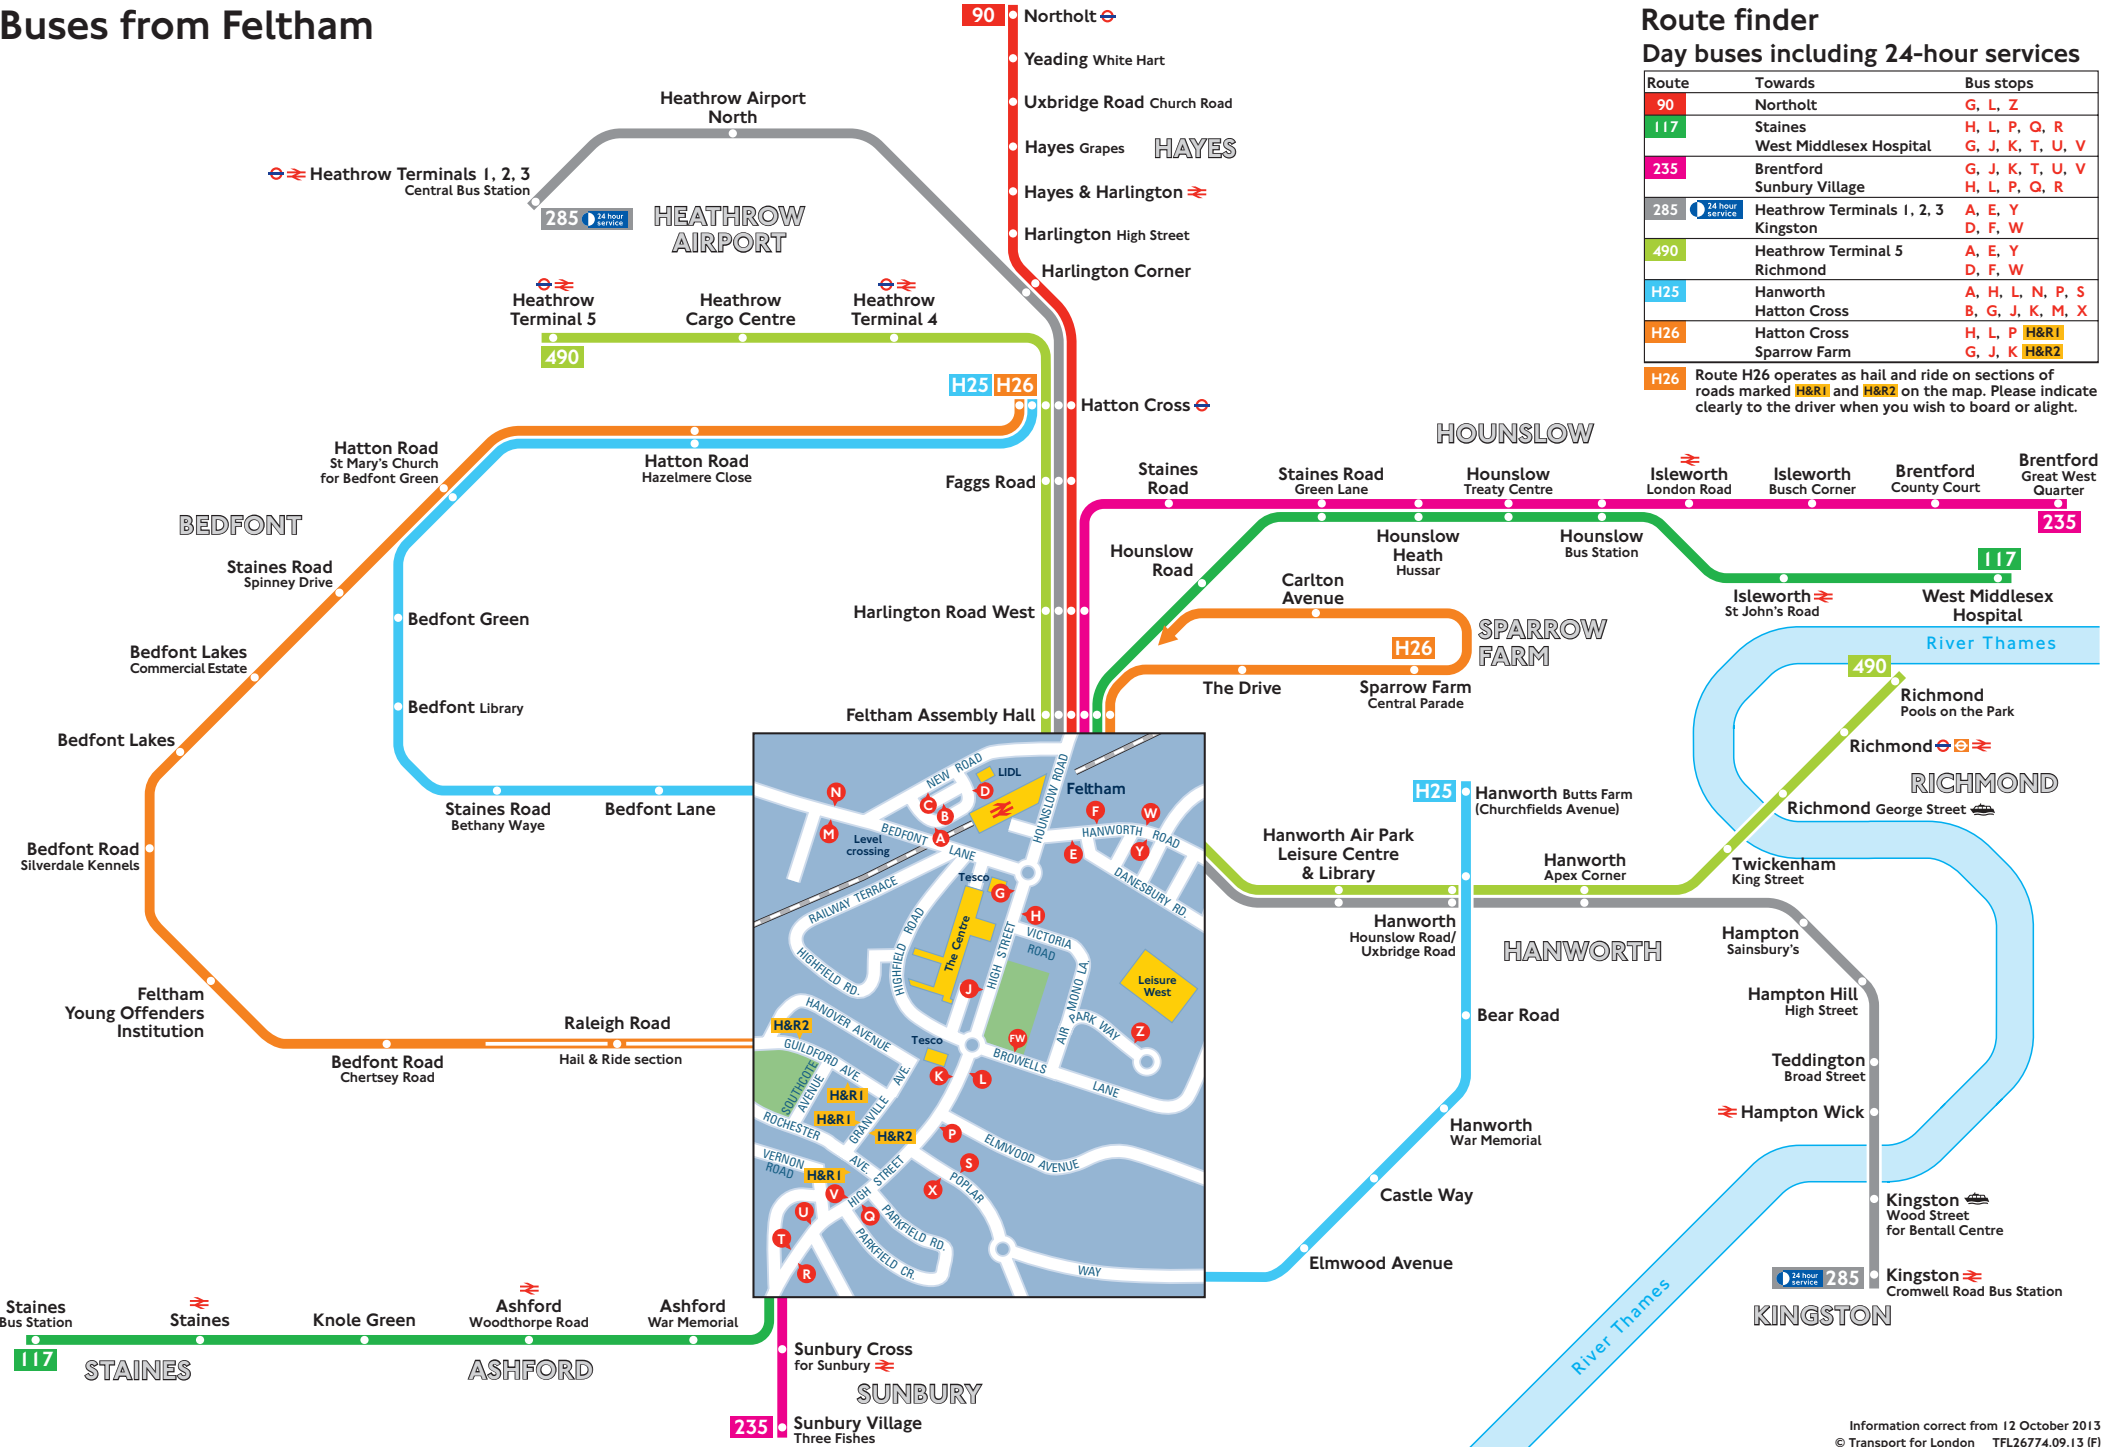 Buses from Feltham
90
Northolt
Yeading White Hart
Uxbridge Road Church Road
Hayes Grapes
HAYES
Hayes & Harlington
Harlington High Street
Harlington Corner
Heathrow Airport
North
Heathrow Terminals 1, 2, 3
Central Bus Station
285 24 hour
service
HEATHROW
AIRPORT
Heathrow
Terminal 5
Heathrow
Cargo Centre
Heathrow
Terminal 4
490
H25 H26
Hatton Cross
Hatton Road
St Mary's Church
for Bedfont Green
Hatton Road
Hazelmere Close
Faggs Road
BEDFONT
Staines Road
Spinney Drive
Bedfont Green
Harlington Road West
Bedfont Lakes
Commercial Estate
Bedfont Library
Feltham Assembly Hall
Bedfont Lakes
Staines Road
Bethany Waye
Bedfont Lane
Bedfont Road
Silverdale Kennels
Feltham
Young Offenders
Institution
Raleigh Road
Hail & Ride section
Bedfont Road
Chertsey Road
Route finder
Day buses including 24-hour services
Route Towards Bus stops
90 Northolt G, L, Z
117 Staines H, L, P, Q, R
West Middlesex Hospital G, J, K, T, U, V
235 Brentford G, J, K, T, U, V
Sunbury Village H, L, P, Q, R
285 24 hour service Heathrow Terminals 1, 2, 3 A, E, Y
Kingston D, F, W
490 Heathrow Terminal 5 A, E, Y
Richmond D, F, W
H25 Hanworth A, H, L, N, P, S
Hatton Cross B, G, J, K, M, X
H26 Hatton Cross H, L, P H&R1
Sparrow Farm G, J, K H&R2
H26 Route H26 operates as hail and ride on sections of
roads marked H&R1 and H&R2 on the map. Please indicate
clearly to the driver when you wish to board or alight.
HOUNSLOW
Staines
Road
Staines Road
Green Lane
Hounslow
Treaty Centre
Isleworth
London Road
Isleworth
Busch Corner
Brentford
County Court
Brentford
Great West
Quarter
235
Hounslow
Road
Hounslow
Heath
Hussar
Hounslow
Bus Station
117
Isleworth
St John's Road
West Middlesex
Hospital
Carlton
Avenue
SPARROW
FARM
H26
The Drive
Sparrow Farm
Central Parade
River Thames
490
Richmond
Pools on the Park
Richmond
RICHMOND
Richmond George Street
Twickenham
King Street
H25
Hanworth Butts Farm
(Churchfields Avenue)
Hanworth Air Park
Leisure Centre
& Library
Hanworth
Apex Corner
Hanworth
Hounslow Road/
Uxbridge Road
HANWORTH
Hampton
Sainsbury's
Hampton Hill
High Street
Bear Road
Teddington
Broad Street
Hampton Wick
Hanworth
War Memorial
Castle Way
Elmwood Avenue
Kingston
Wood Street
for Bentall Centre
24 hour
service 285
Kingston
Cromwell Road Bus Station
KINGSTON
River Thames
N
M
NEW ROAD
LIDL
C
B
D
A
BEDFONT
LANE
Level
crossing
HOUNSLOW ROAD
Feltham
F
W
HANWORTH ROAD
E
Y
DANESBURY RD.
Tesco
G
H
RAILWAY TERRACE
HIGHFIELD ROAD
HIGHFIELD RD.
The Centre
HIGH STREET
VICTORIA
ROAD
J
AIRMONO LA.
PARK WAY
Leisure
West
Z
FW
BROWELLS
LANE
H&R2
HANOVER AVENUE
GUILDFORD AVE.
SOUTHCOTE
AVENUE
Tesco
K
L
H&R1
H&R1
GRANVILLE
AVE.
H&R2
ROCHESTER
AVE.
VERNON
ROAD
H&R1
HIGH STREET
P
ELMWOOD AVENUE
S
X
POPLAR
WAY
V
U
Q
PARKFIELD RD.
PARKFIELD CR.
T
R
Staines
Bus Station
Staines
Knole Green
Ashford
Woodthorpe Road
Ashford
War Memorial
117
STAINES
ASHFORD
Sunbury Cross
for Sunbury
SUNBURY
235
Sunbury Village
Three Fishes
Information correct from 12 October 2013
© Transport for London TFL26774.09.13 (F)